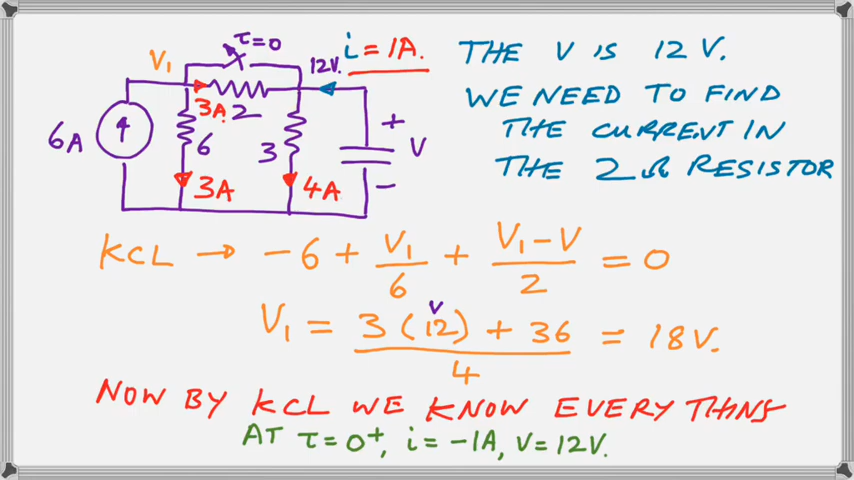 τ=0
V₁
12V.
i = 1A.
THE V IS 12 V.
3A
2
WE NEED TO FIND
6A
6
3
+
V
THE CURRENT IN
−
3A
4A
THE 2Ω RESISTOR
KCL → −6 + V₁/6 + (V₁−V)/2 = 0
V
V₁ = (3(12) + 36)/4 = 18V.
NOW BY KCL WE KNOW EVERYTHING
AT τ=0⁺, i = −1A, V = 12V.